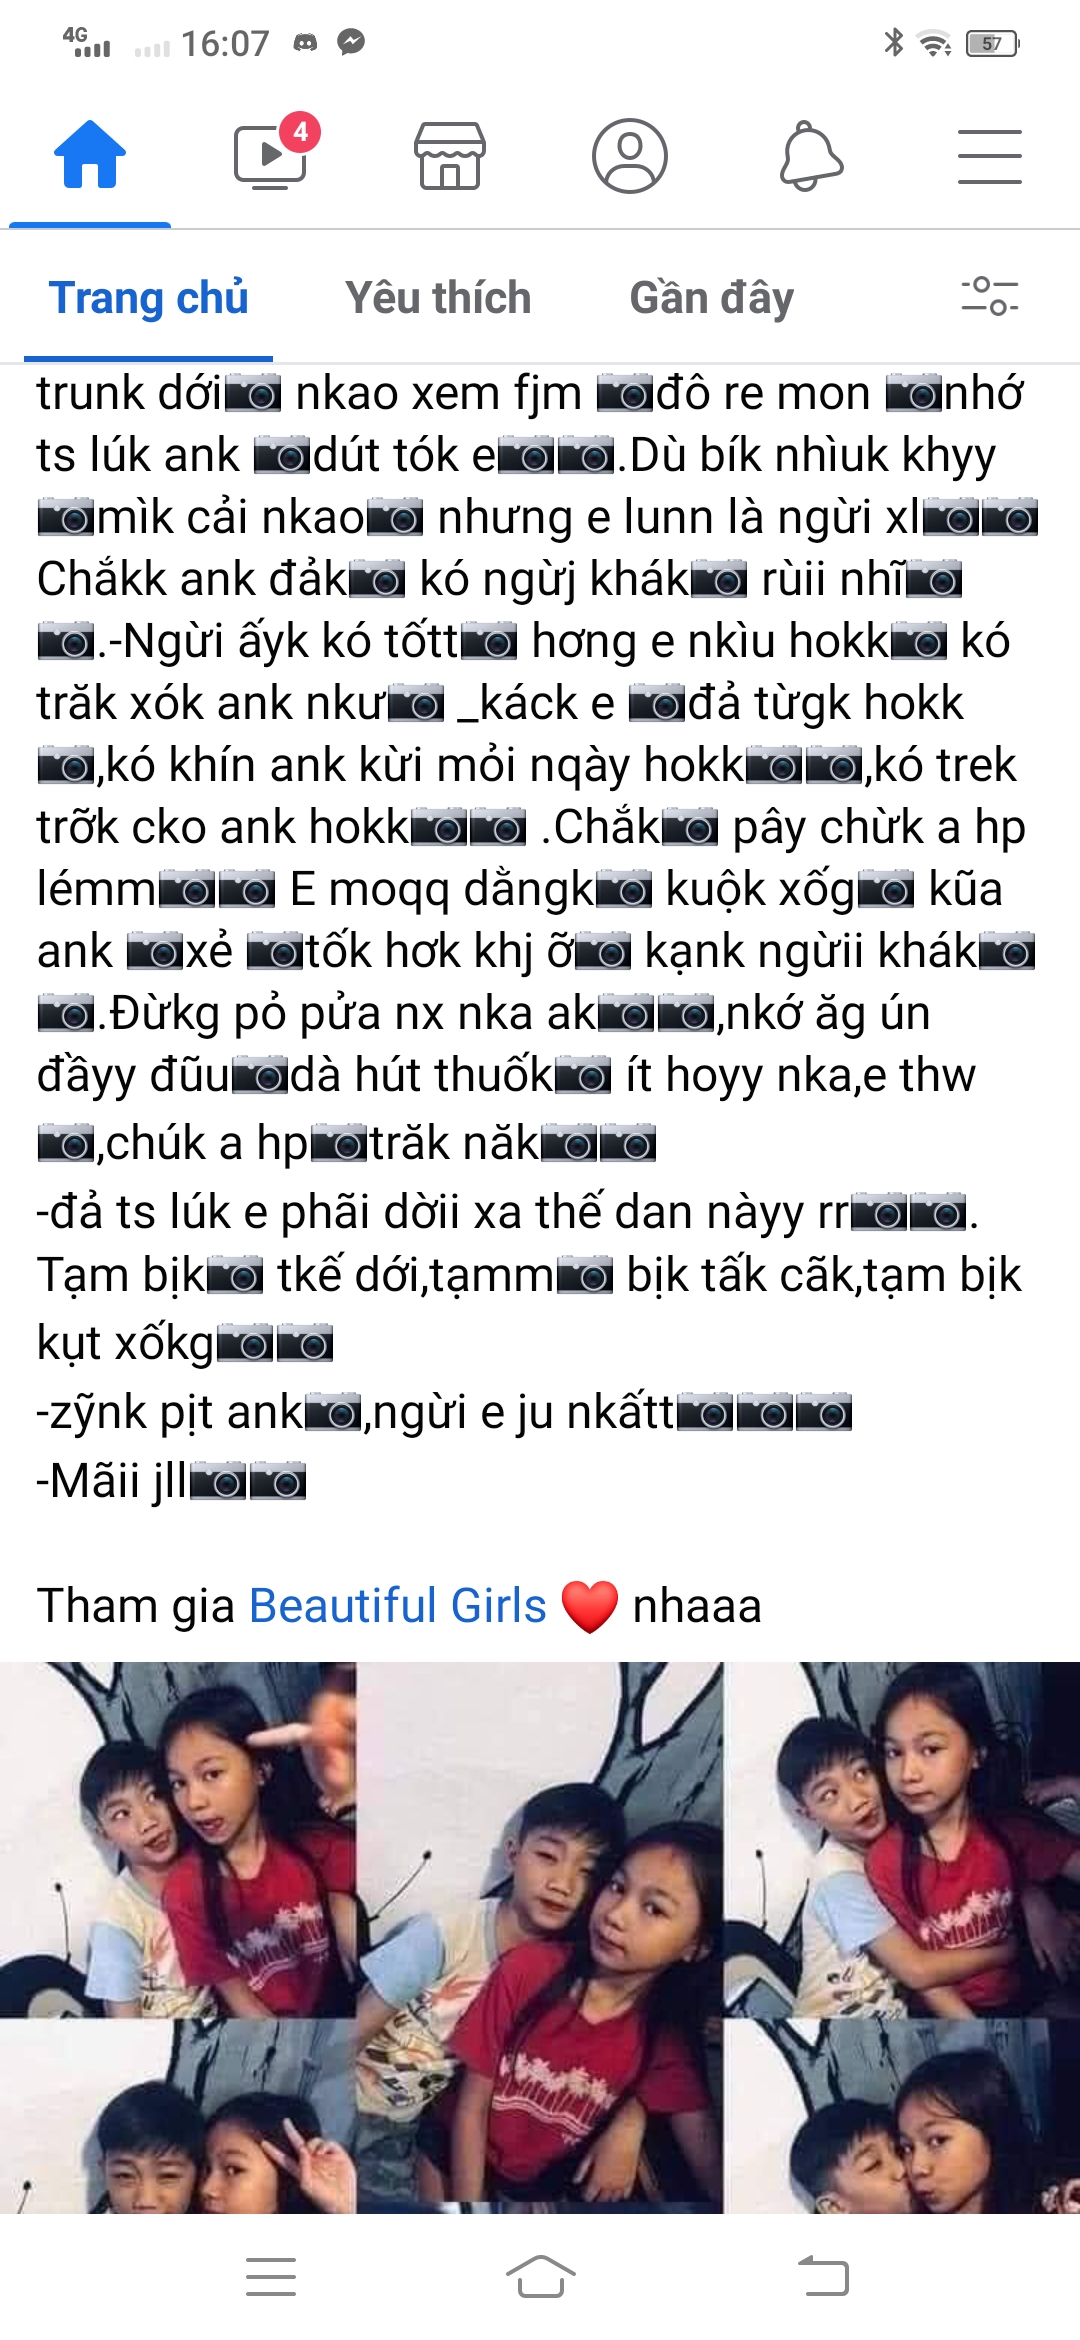 4G 16:07 57
4
Trang chủ Yêu thích Gần đây
trunk dới📷 nkao xem fjm 📷đô re mon 📷nhớ
ts lúk ank 📷dút tók e📷📷.Dù bík nhìuk khyy
📷mìk cải nkao📷 nhưng e lunn là ngừi xl📷📷
Chắkk ank đảk📷 kó ngừj khák📷 rùii nhĩ📷
📷.-Ngừi ấyk kó tốtt📷 hơng e nkìu hokk📷 kó
trăk xók ank nkư📷 _káck e 📷đả từgk hokk
📷,kó khín ank kừi mỏi nqày hokk📷📷,kó trek
trỡk cko ank hokk📷📷 .Chắk📷 pây chừk a hp
lémm📷📷 E moqq dằngk📷 kuộk xốg📷 kũa
ank 📷xẻ 📷tốk hơk khj ỡ📷 kạnk ngừii khák📷
📷.Đừkg pỏ pửa nx nka ak📷📷,nkớ ăg ún
đầyy đũu📷dà hút thuốk📷 ít hoyy nka,e thw
📷,chúk a hp📷trăk năk📷📷
-đả ts lúk e phãi dờii xa thế dan nàyy rr📷📷.
Tạm bịk📷 tkế dới,tạmm📷 bịk tấk cãk,tạm bịk
kụt xốkg📷📷
-zỹnk pịt ank📷,ngừi e ju nkấtt📷📷📷
-Mãii jll📷📷
Tham gia Beautiful Girls ❤️ nhaaa